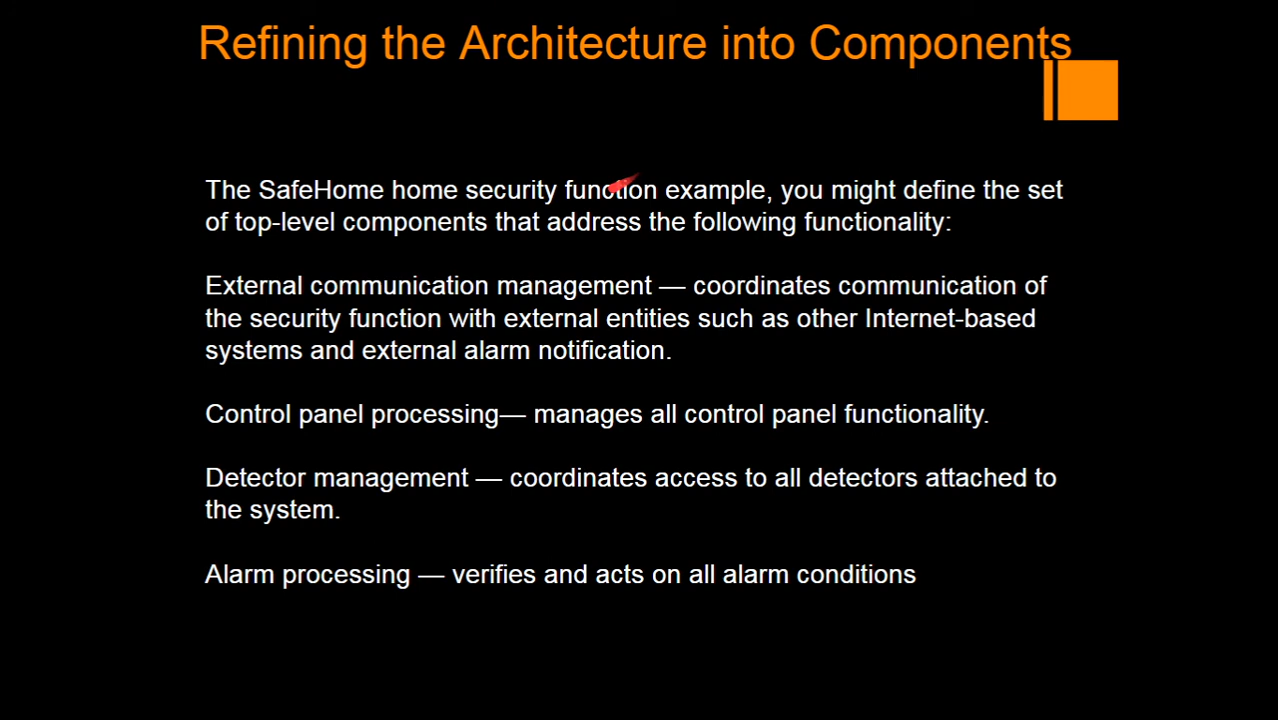 Refining the Architecture into Components
The SafeHome home security function example, you might define the set
of top-level components that address the following functionality:
External communication management — coordinates communication of
the security function with external entities such as other Internet-based
systems and external alarm notification.
Control panel processing— manages all control panel functionality.
Detector management — coordinates access to all detectors attached to
the system.
Alarm processing — verifies and acts on all alarm conditions